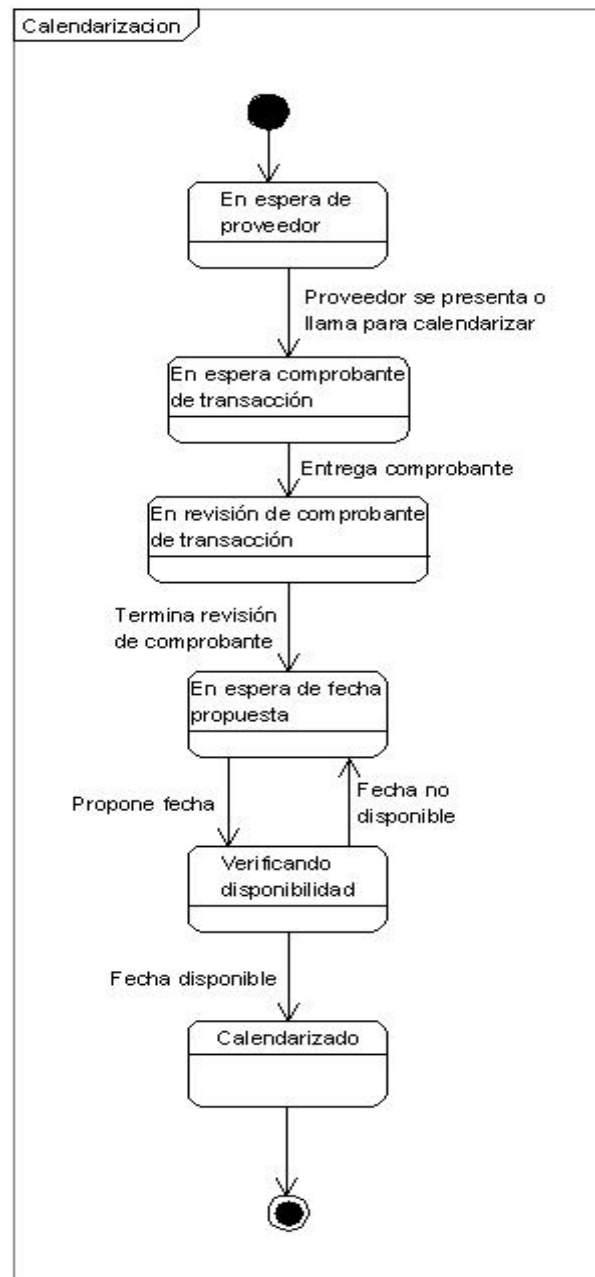 Calendarizacion
En espera de
proveedor
Proveedor se presenta o
llama para calendarizar
En espera comprobante
de transacción
Entrega comprobante
En revisión de comprobante
de transacción
Termina revisión
de comprobante
En espera de fecha
propuesta
Propone fecha
Fecha no
disponible
Verificando
disponibilidad
Fecha disponible
Calendarizado